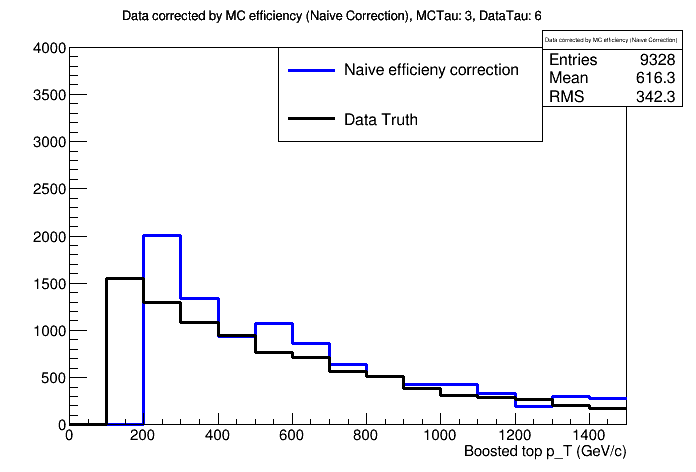 Data corrected by MC efficiency (Naive Correction), MCTau: 3, DataTau: 6
Data corrected by MC efficiency (Naive Correction)
Entries 9328
Mean 616.3
RMS 342.3
Naive efficieny correction
Data Truth
4000
3500
3000
2500
2000
1500
1000
500
0
0 200 400 600 800 1000 1200 1400
Boosted top p_T (GeV/c)